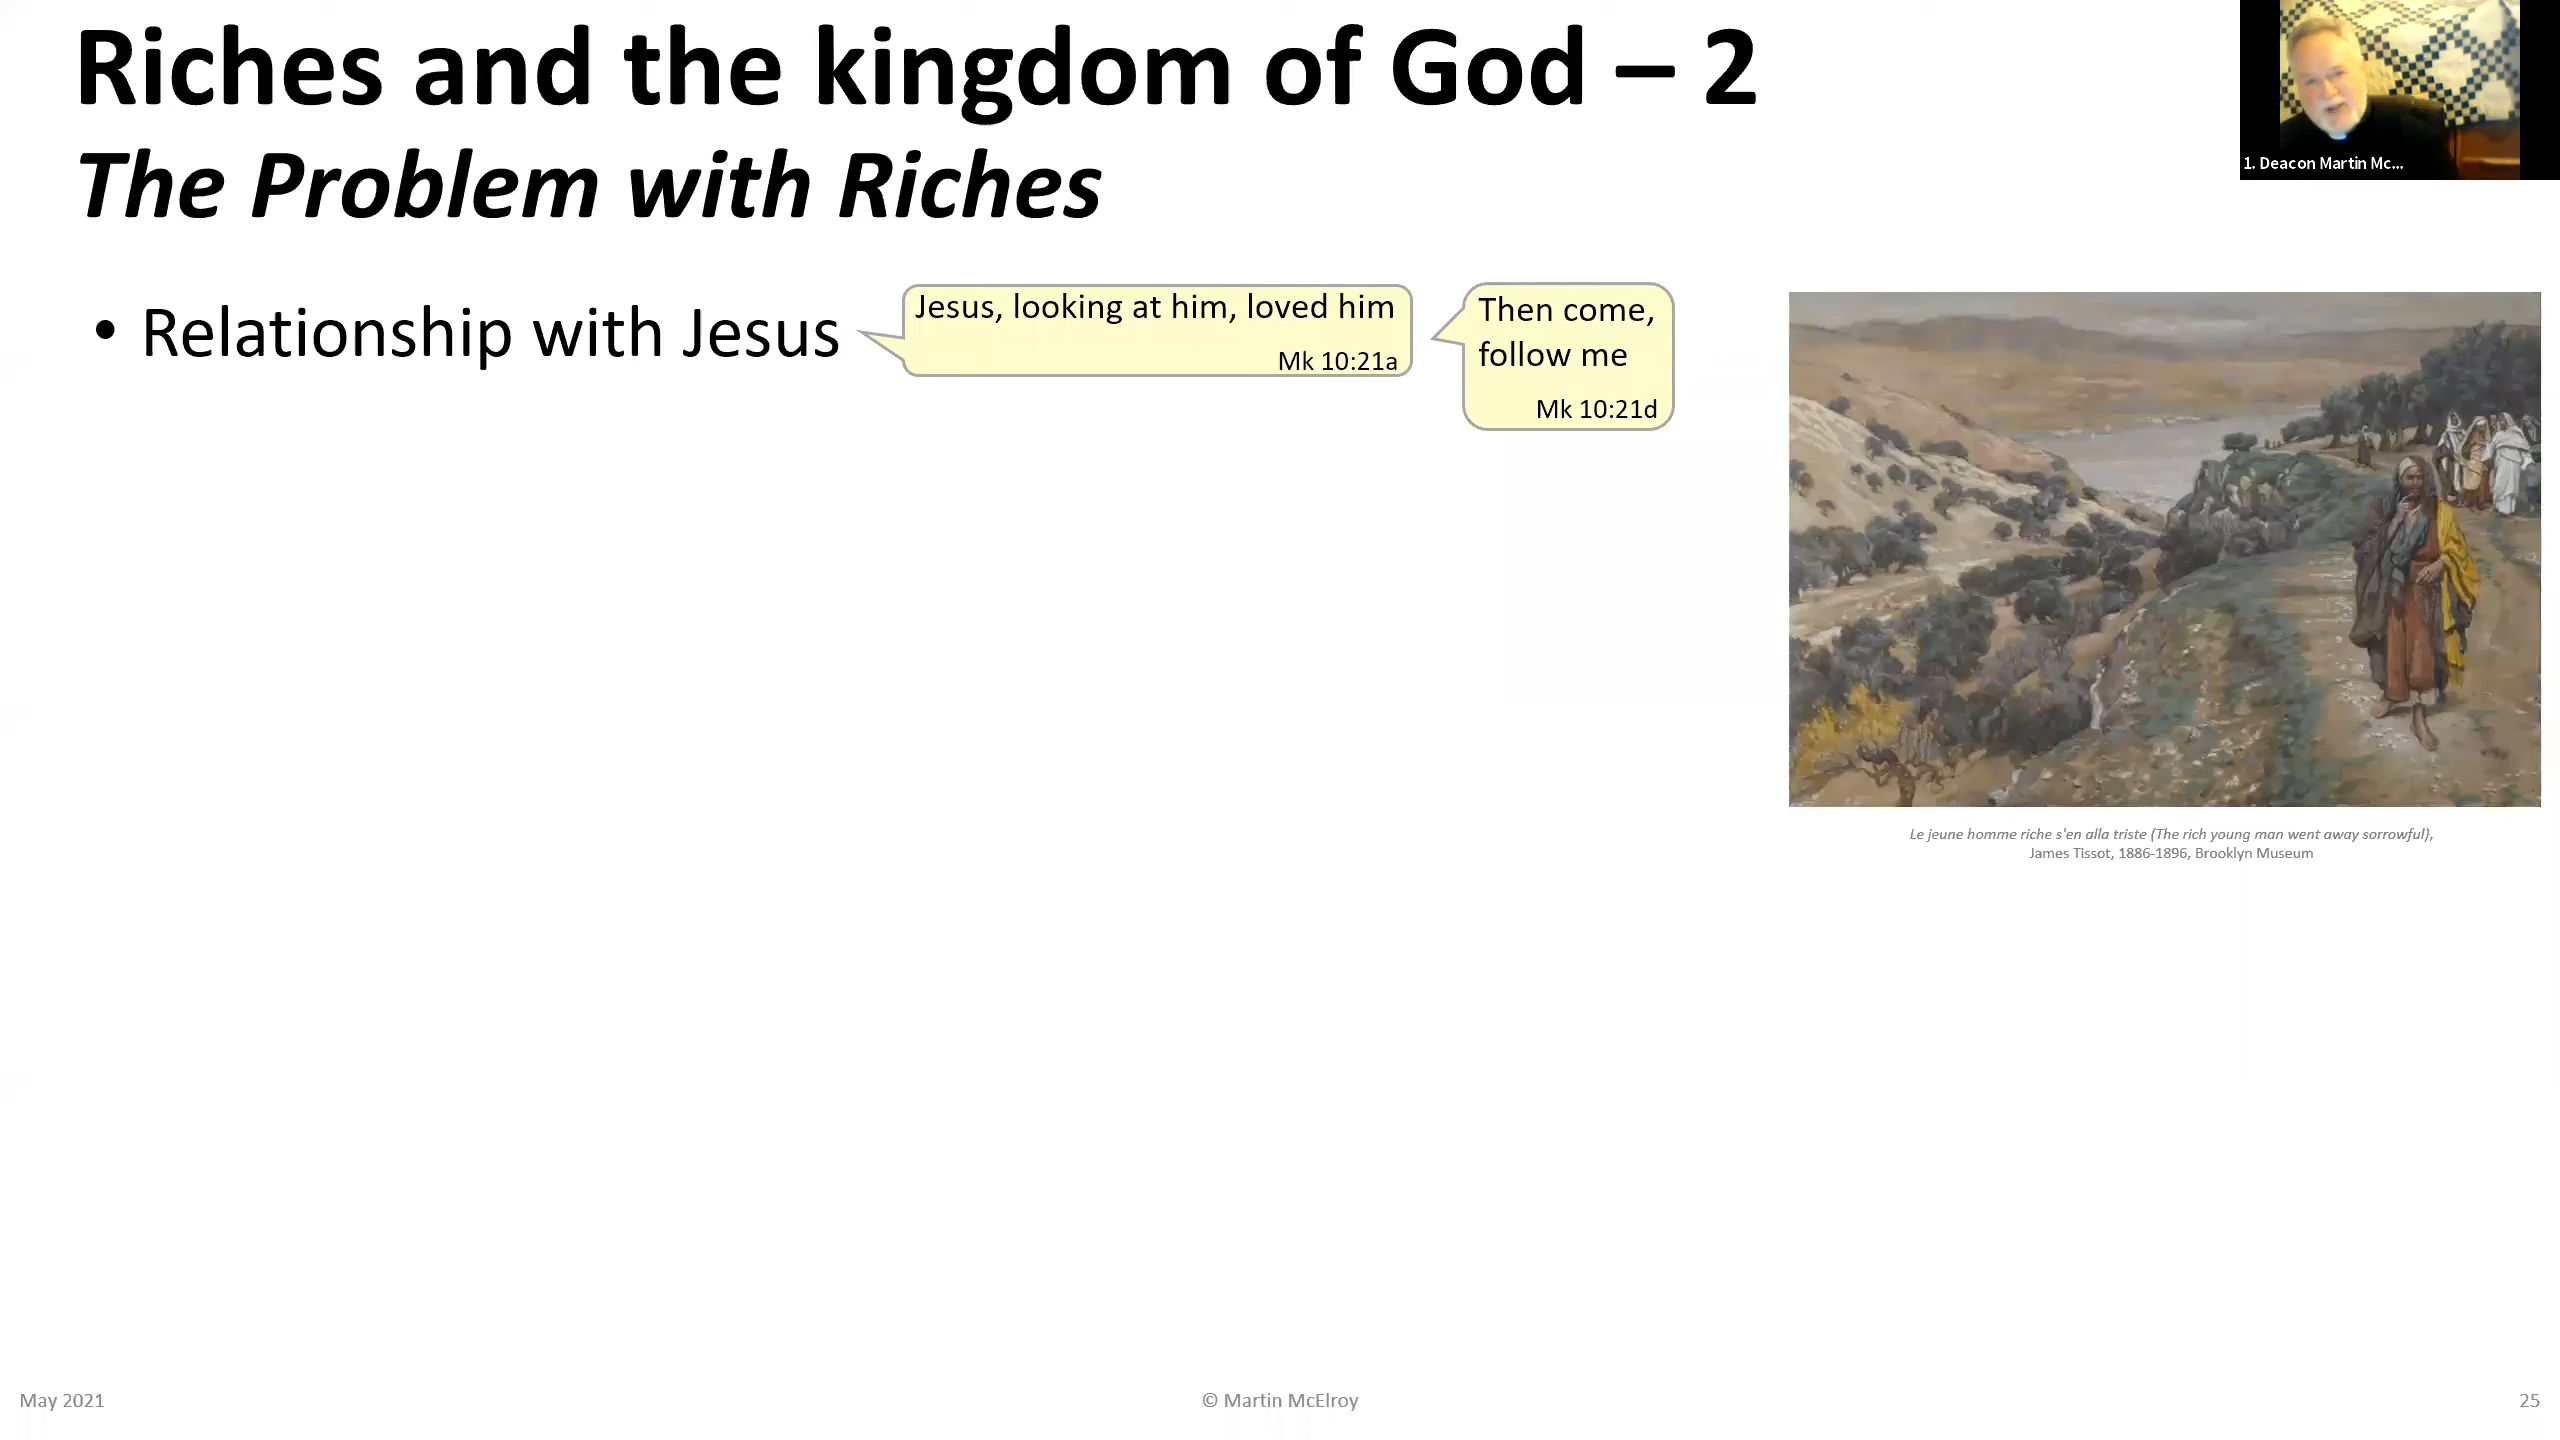 Riches and the kingdom of God – 2
The Problem with Riches
1. Deacon Martin Mc...
• Relationship with Jesus
Jesus, looking at him, loved him
Mk 10:21a
Then come,
follow me
Mk 10:21d
Le jeune homme riche s'en alla triste (The rich young man went away sorrowful),
James Tissot, 1886-1896, Brooklyn Museum
May 2021
© Martin McElroy
25